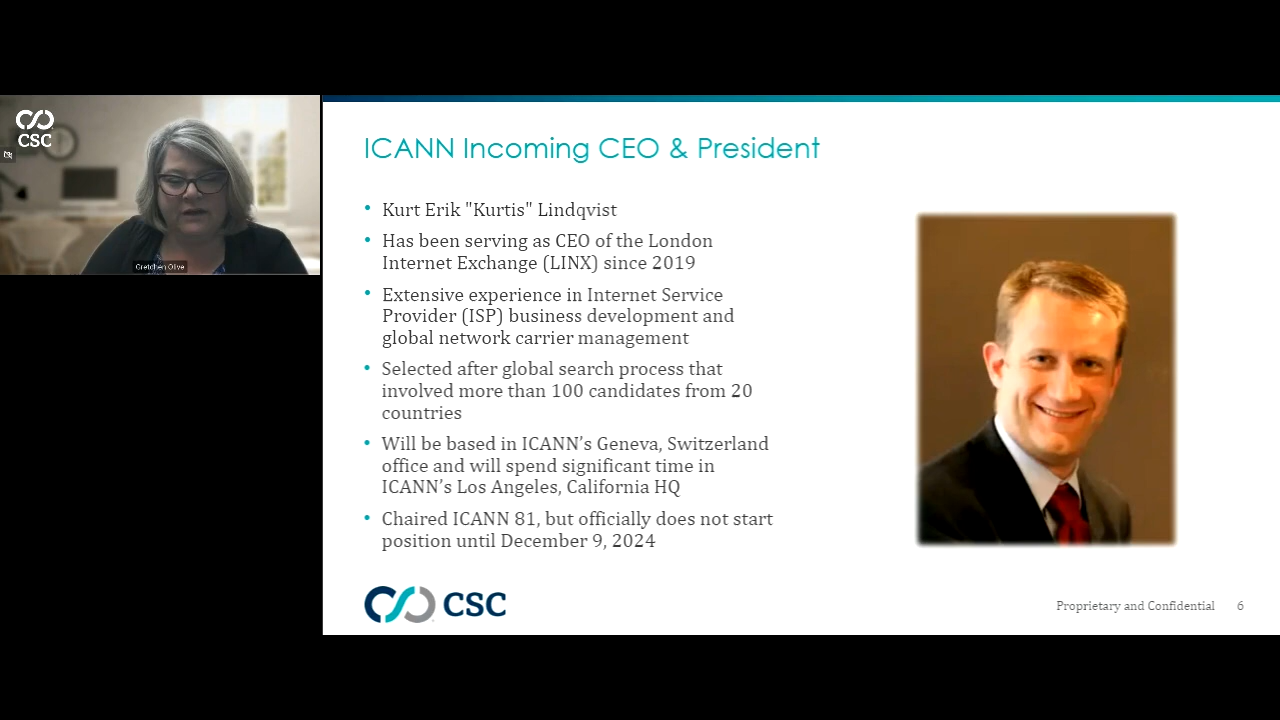 CSC
Gretchen Olive
ICANN Incoming CEO & President
• Kurt Erik "Kurtis" Lindqvist
• Has been serving as CEO of the London
Internet Exchange (LINX) since 2019
• Extensive experience in Internet Service
Provider (ISP) business development and
global network carrier management
• Selected after global search process that
involved more than 100 candidates from 20
countries
• Will be based in ICANN’s Geneva, Switzerland
office and will spend significant time in
ICANN’s Los Angeles, California HQ
• Chaired ICANN 81, but officially does not start
position until December 9, 2024
CSC
Proprietary and Confidential 6